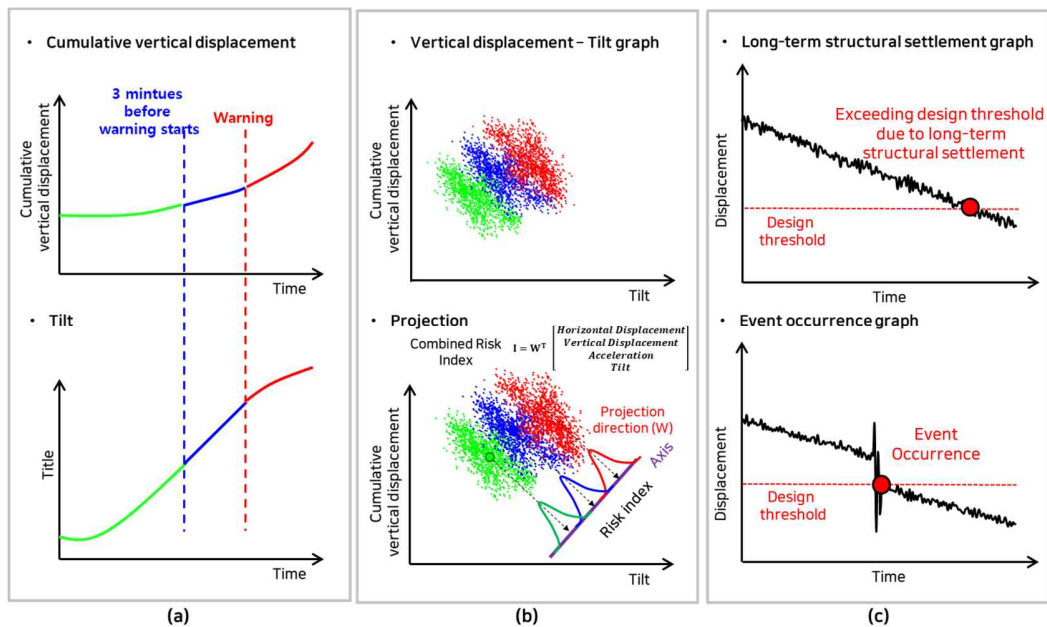 • Cumulative vertical displacement
3 mintues
before
warning starts
Warning
Cumulative
vertical displacement
Time
• Tilt
Title
Time
(a)
• Vertical displacement – Tilt graph
Cumulative
vertical displacement
Tilt
• Projection
Combined Risk
Index
I = Wᵀ
Horizontal Displacement
Vertical Displacement
Acceleration
Tilt
Projection
direction (W)
Axis
Risk index
Cumulative
vertical displacement
Tilt
(b)
• Long-term structural settlement graph
Exceeding design threshold
due to long-term
structural settlement
Displacement
Design
threshold
Time
• Event occurrence graph
Event
Occurrence
Displacement
Design
threshold
Time
(c)